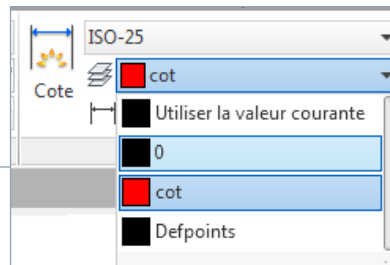 ISO-25
cot
Cote
Utiliser la valeur courante
0
cot
Defpoints